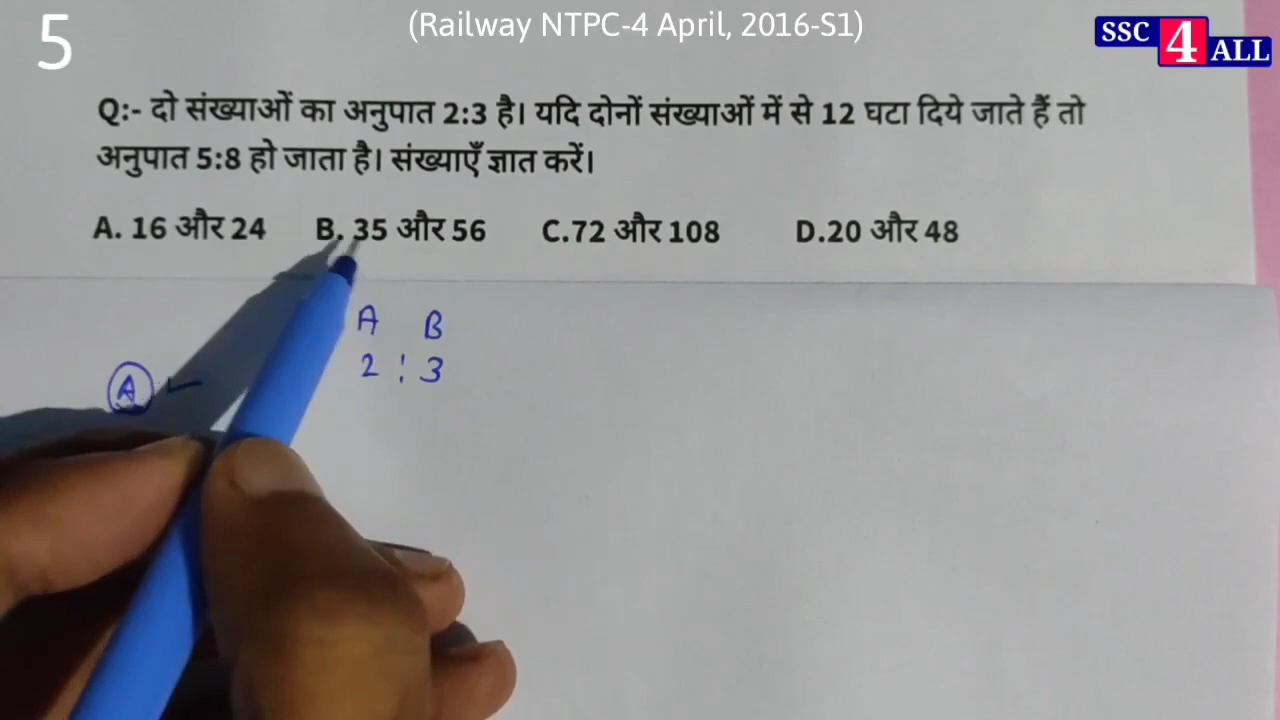 5
(Railway NTPC-4 April, 2016-S1)
SSC 4 ALL
Q:- दो संख्याओं का अनुपात 2:3 है। यदि दोनों संख्याओं में से 12 घटा दिये जाते हैं तो
अनुपात 5:8 हो जाता है। संख्याएँ ज्ञात करें।
A. 16 और 24 B. 35 और 56 C.72 और 108 D.20 और 48
A B
2 : 3
A